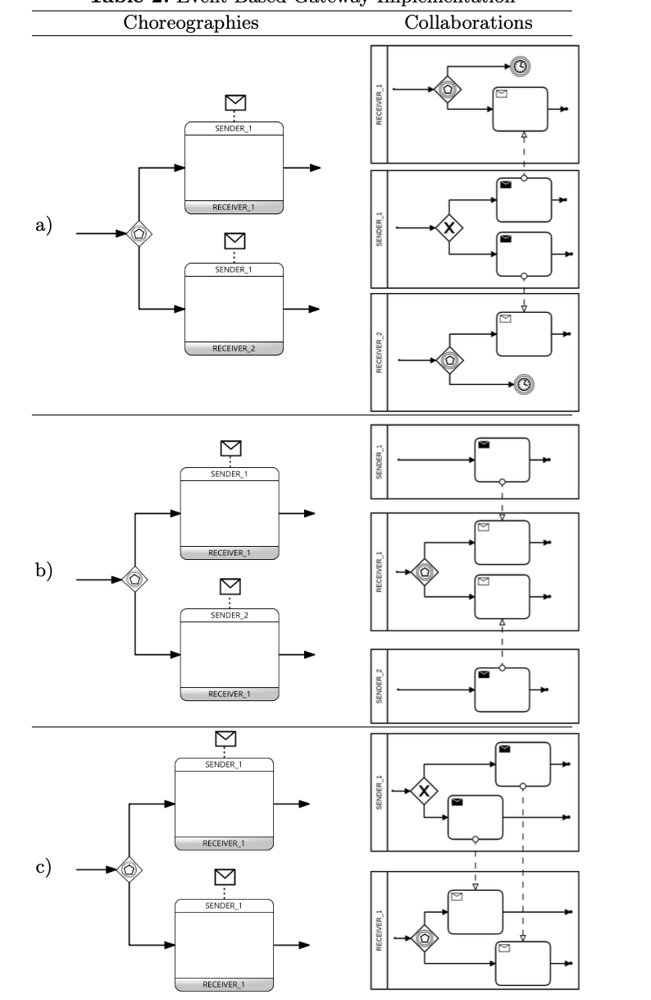 Table 2. Event Based Gateway Implementation
Choreographies Collaborations
a)
SENDER_1
RECEIVER_1
SENDER_1
RECEIVER_2
RECEIVER_1
SENDER_1
X
RECEIVER_2
b)
SENDER_1
RECEIVER_1
SENDER_2
RECEIVER_1
SENDER_1
RECEIVER_1
SENDER_2
c)
SENDER_1
RECEIVER_1
SENDER_1
RECEIVER_1
SENDER_1
X
RECEIVER_1